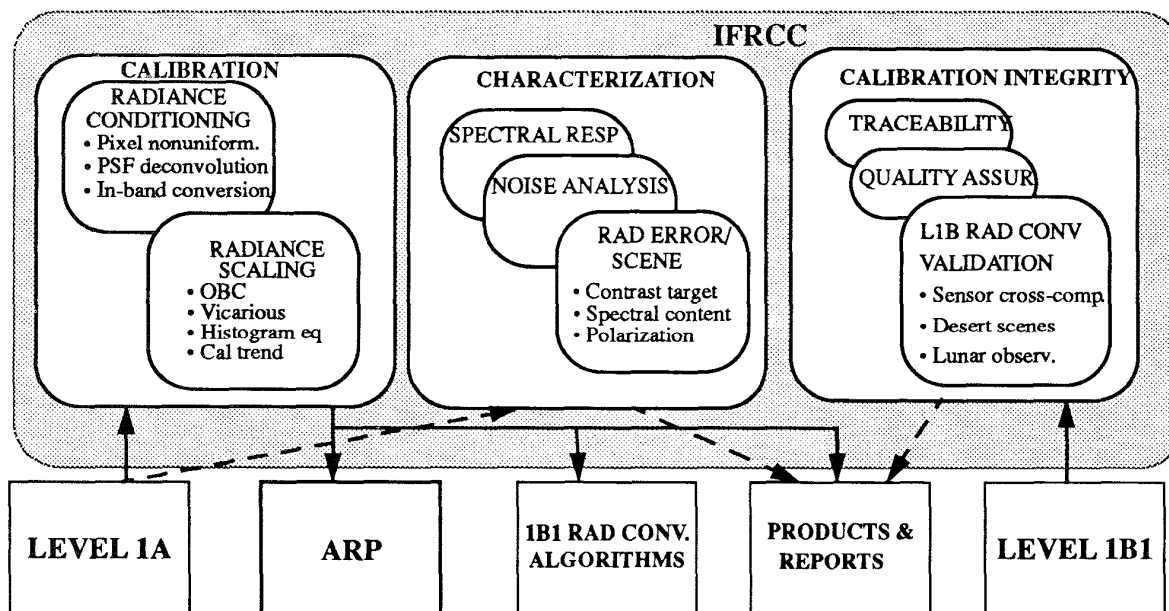 IFRCC
CALIBRATION
RADIANCE
CONDITIONING
• Pixel nonuniform.
• PSF deconvolution
• In-band conversion
RADIANCE
SCALING
• OBC
• Vicarious
• Histogram eq
• Cal trend
CHARACTERIZATION
SPECTRAL RESP
NOISE ANALYSIS
RAD ERROR/
SCENE
• Contrast target
• Spectral content
• Polarization
CALIBRATION INTEGRITY
TRACEABILITY
QUALITY ASSUR
L1B RAD CONV
VALIDATION
• Sensor cross-comp.
• Desert scenes
• Lunar observ.
LEVEL 1A
ARP
1B1 RAD CONV.
ALGORITHMS
PRODUCTS &
REPORTS
LEVEL 1B1